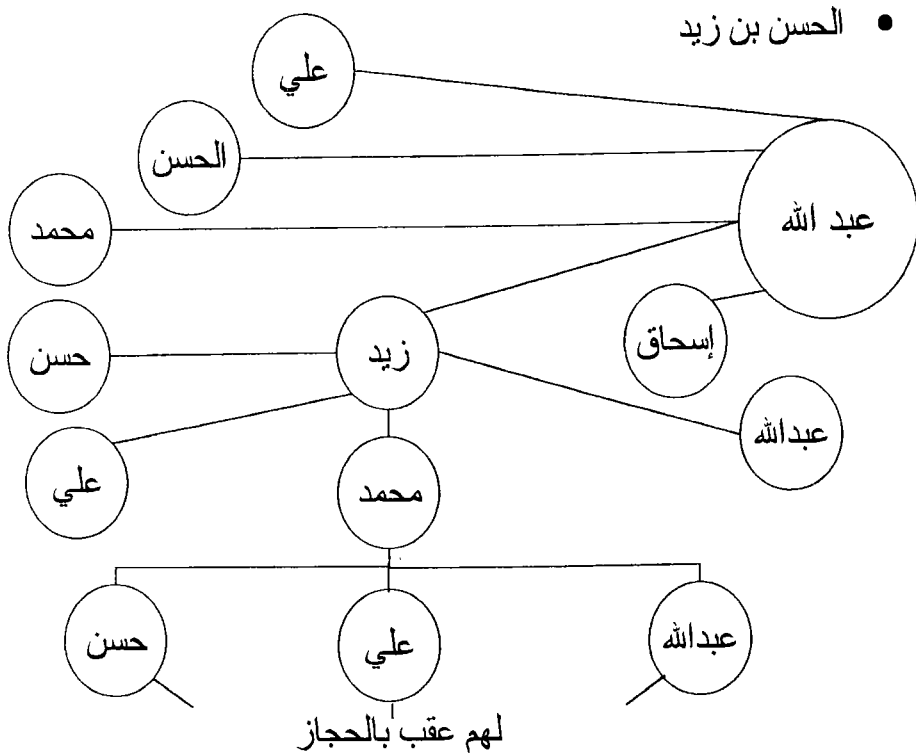 • الحسن بن زيد
علي
الحسن
عبد الله
محمد
إسحاق
زيد
حسن
عبدالله
علي
محمد
عبدالله
علي
حسن
لهم عقب بالحجاز